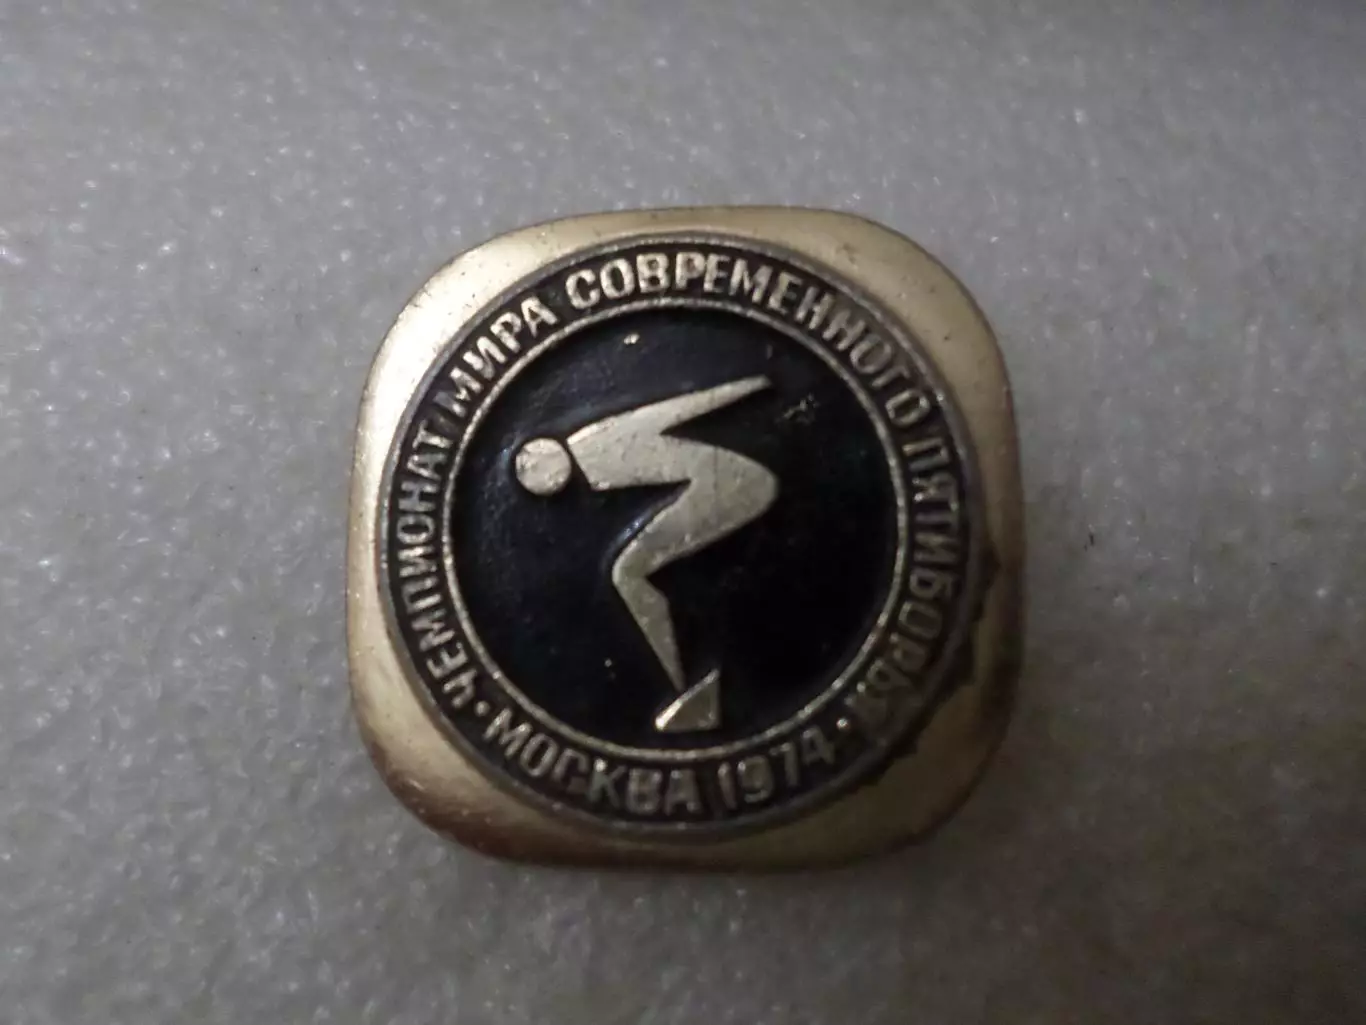 ЧЕМПИОНАТ МИРА СОВРЕМЕННОГО ПЯТИБОРЬЯ
• МОСКВА 1974 •